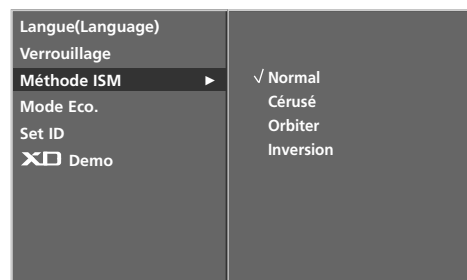 Langue(Language)
Verrouillage
Méthode ISM ►
Mode Eco.
Set ID
XD Demo
√ Normal
Cérusé
Orbiter
Inversion